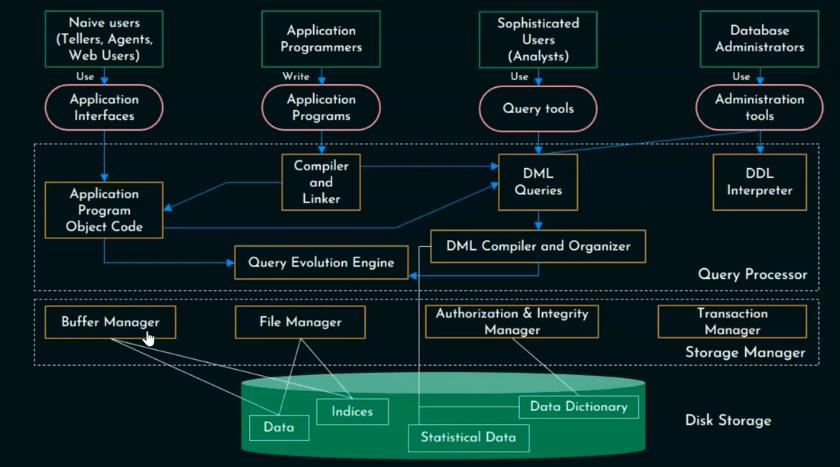 Naive users
(Tellers, Agents,
Web Users)
Application
Programmers
Sophisticated
Users
(Analysts)
Database
Administrators
Use
Write
Use
Use
Application
Interfaces
Application
Programs
Query tools
Administration
tools
Compiler
and
Linker
DML
Queries
DDL
Interpreter
Application
Program
Object Code
DML Compiler and Organizer
Query Evolution Engine
Query Processor
Buffer Manager
File Manager
Authorization & Integrity
Manager
Transaction
Manager
Storage Manager
Data
Indices
Data Dictionary
Statistical Data
Disk Storage